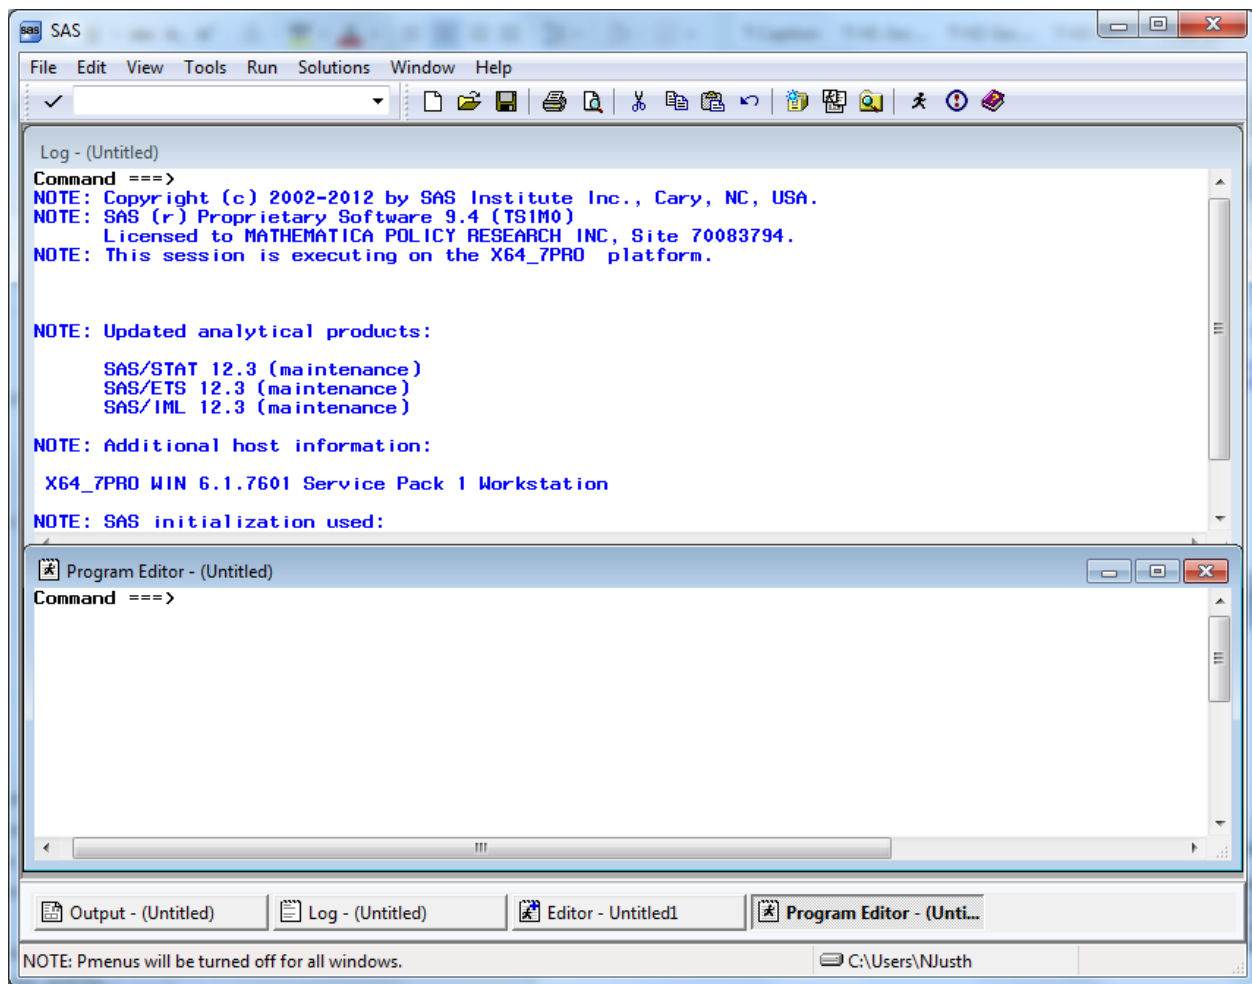 SAS
File Edit View Tools Run Solutions Window Help
Log - (Untitled)
Command ===>
NOTE: Copyright (c) 2002-2012 by SAS Institute Inc., Cary, NC, USA.
NOTE: SAS (r) Proprietary Software 9.4 (TS1M0)
Licensed to MATHEMATICA POLICY RESEARCH INC, Site 70083794.
NOTE: This session is executing on the X64_7PRO platform.
NOTE: Updated analytical products:
SAS/STAT 12.3 (maintenance)
SAS/ETS 12.3 (maintenance)
SAS/IML 12.3 (maintenance)
NOTE: Additional host information:
X64_7PRO WIN 6.1.7601 Service Pack 1 Workstation
NOTE: SAS initialization used:
Program Editor - (Untitled)
Command ===>
Output - (Untitled) Log - (Untitled) Editor - Untitled1 Program Editor - (Unti...
NOTE: Pmenus will be turned off for all windows. C:\Users\NJusth